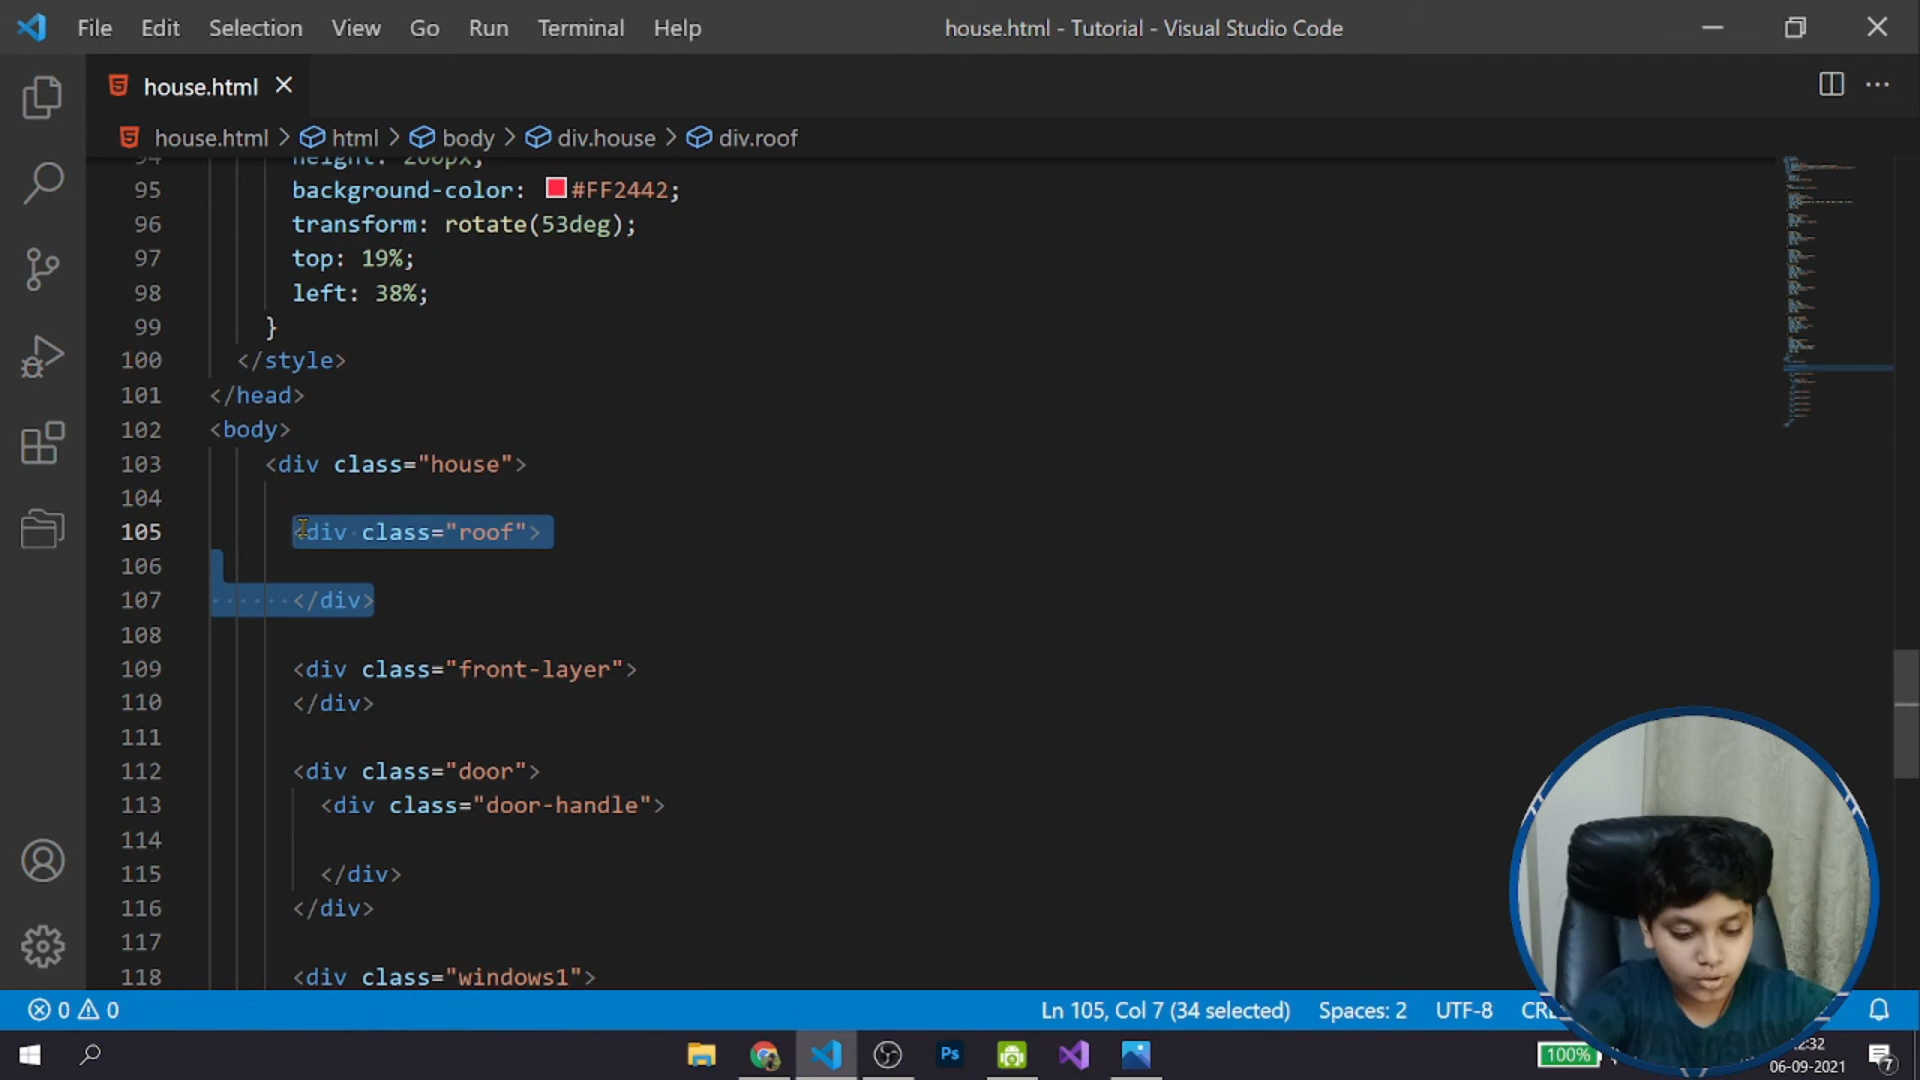 File Edit Selection View Go Run Terminal Help house.html - Tutorial - Visual Studio Code
house.html
house.html > html > body > div.house > div.roof
94 height: 200px;
95 background-color: #FF2442;
96 transform: rotate(53deg);
97 top: 19%;
98 left: 38%;
99 }
100 </style>
101 </head>
102 <body>
103 <div class="house">
104
105 <div class="roof">
106
107 </div>
108
109 <div class="front-layer">
110 </div>
111
112 <div class="door">
113 <div class="door-handle">
114
115 </div>
116 </div>
117
118 <div class="windows1">
0 0 Ln 105, Col 7 (34 selected) Spaces: 2 UTF-8
Ps 100%
06-09-2021 7